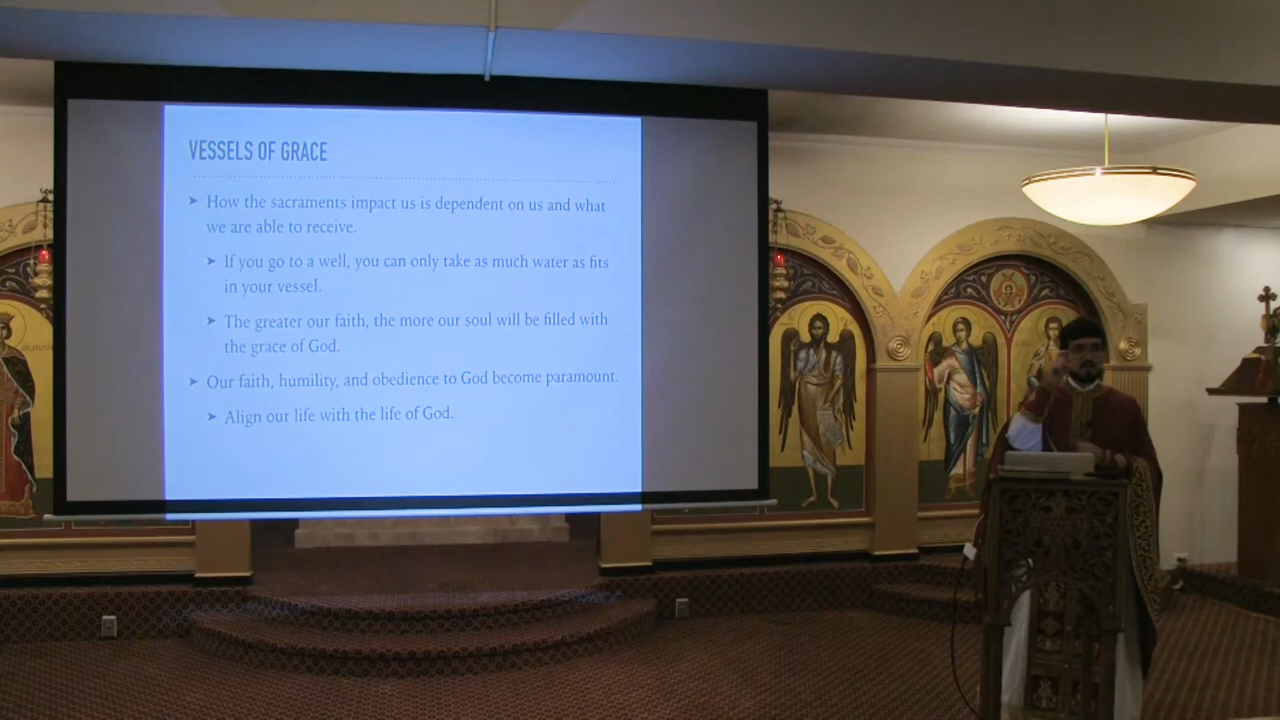 VESSELS OF GRACE
➤ How the sacraments impact us is dependent on us and what
we are able to receive.
➤ If you go to a well, you can only take as much water as fits
in your vessel.
➤ The greater our faith, the more our soul will be filled with
the grace of God.
➤ Our faith, humility, and obedience to God become paramount.
➤ Align our life with the life of God.